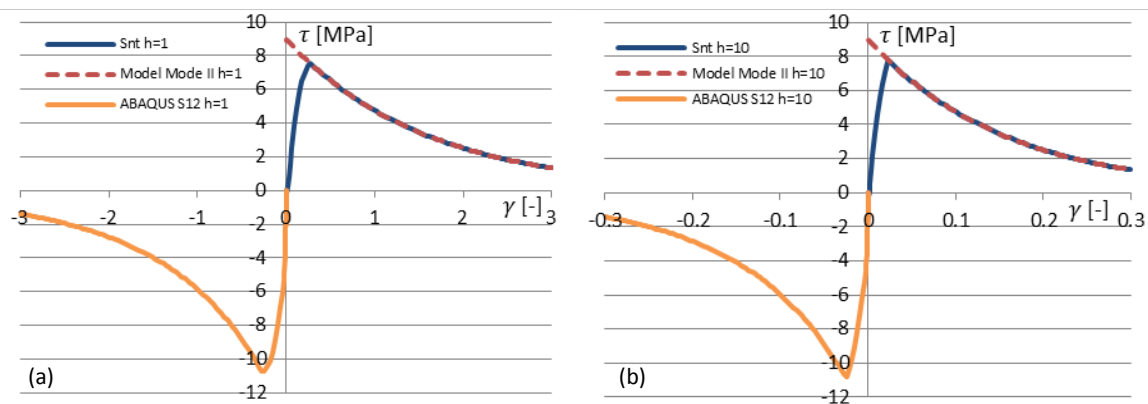 τ [MPa]
10
Snt h=1
8
Model Mode II h=1
6
ABAQUS S12 h=1
4
2
0
-3 -2 -1 0 1 2 3
γ [-]
-2
-4
-6
-8
-10
-12
(a)
τ [MPa]
10
Snt h=10
8
Model Mode II h=10
6
ABAQUS S12 h=10
4
2
0
-0.3 -0.2 -0.1 0 0.1 0.2 0.3
γ [-]
-2
-4
-6
-8
-10
-12
(b)